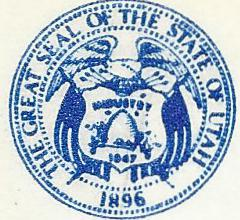 THE GREAT SEAL OF THE STATE OF UTAH
INDUSTRY
1847
1896